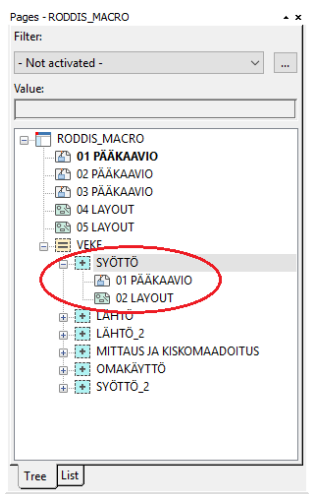 Pages - RODDIS_MACRO
Filter:
- Not activated -
...
Value:
RODDIS_MACRO
01 PÄÄKAAVIO
02 PÄÄKAAVIO
03 PÄÄKAAVIO
04 LAYOUT
05 LAYOUT
VEKE
SYÖTTÖ
01 PÄÄKAAVIO
02 LAYOUT
LÄHTÖ
LÄHTÖ_2
MITTAUS JA KISKOMAADOITUS
OMAKÄYTTÖ
SYÖTTÖ_2
Tree List